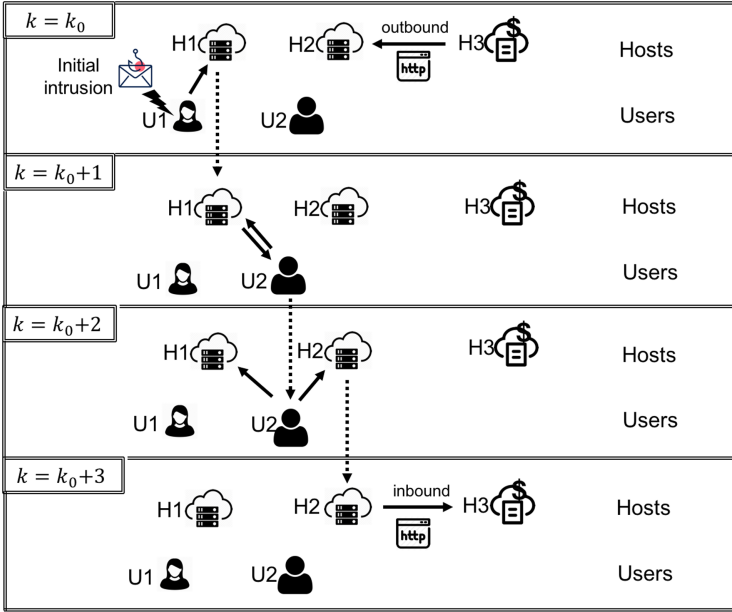 k = k₀
H1
H2
outbound
http
H3
$
Hosts
Initial
intrusion
U1
U2
Users
k = k₀+1
H1
H2
H3
$
Hosts
U1
U2
Users
k = k₀+2
H1
H2
H3
$
Hosts
U1
U2
Users
k = k₀+3
H1
H2
inbound
http
H3
$
Hosts
U1
U2
Users